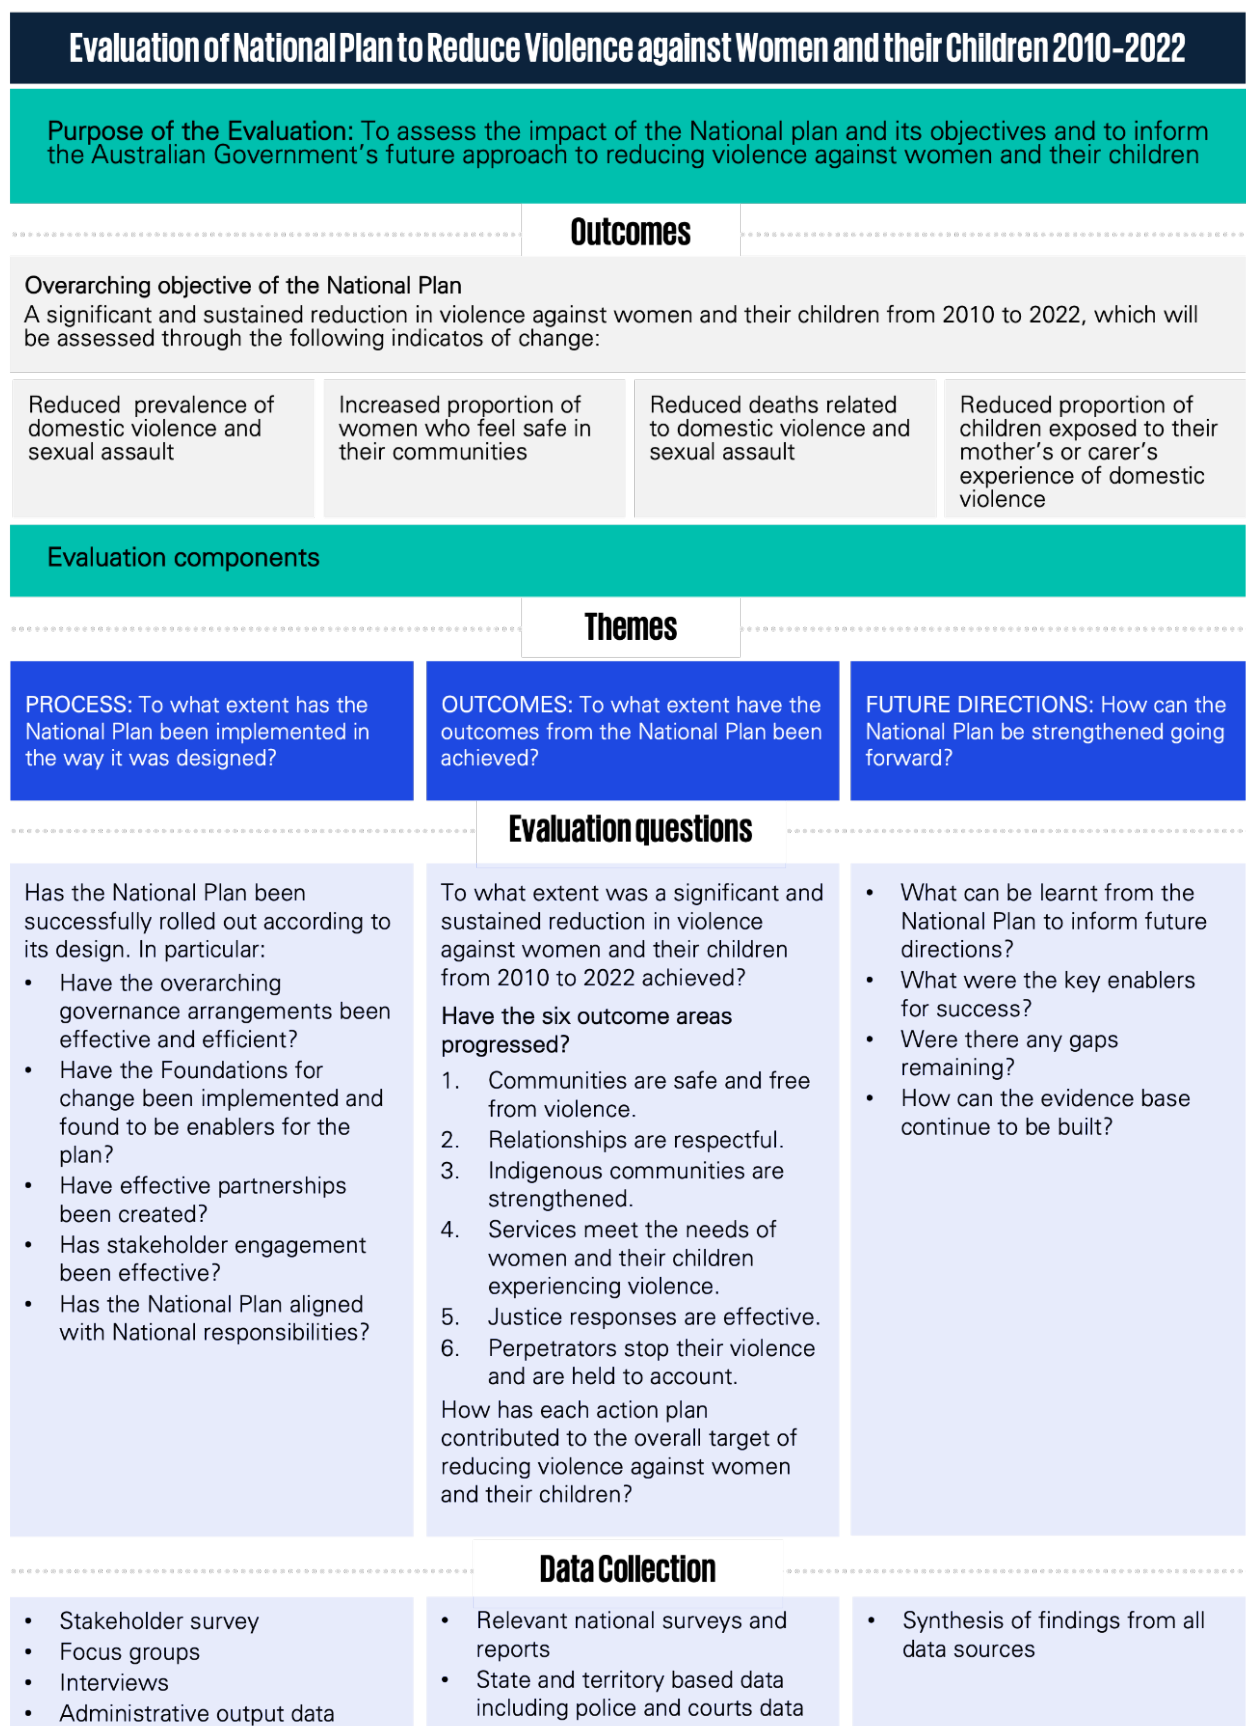 Evaluation of National Plan to Reduce Violence against Women and their Children 2010-2022
Purpose of the Evaluation: To assess the impact of the National plan and its objectives and to inform
the Australian Government's future approach to reducing violence against women and their children
Outcomes
Overarching objective of the National Plan
A significant and sustained reduction in violence against women and their children from 2010 to 2022, which will
be assessed through the following indicatos of change:
Reduced prevalence of
domestic violence and
sexual assault
Increased proportion of
women who feel safe in
their communities
Reduced deaths related
to domestic violence and
sexual assault
Reduced proportion of
children exposed to their
mother's or carer's
experience of domestic
violence
Evaluation components
Themes
PROCESS: To what extent has the
National Plan been implemented in
the way it was designed?
OUTCOMES: To what extent have the
outcomes from the National Plan been
achieved?
FUTURE DIRECTIONS: How can the
National Plan be strengthened going
forward?
Evaluation questions
Has the National Plan been
successfully rolled out according to
its design. In particular:
• Have the overarching
governance arrangements been
effective and efficient?
• Have the Foundations for
change been implemented and
found to be enablers for the
plan?
• Have effective partnerships
been created?
• Has stakeholder engagement
been effective?
• Has the National Plan aligned
with National responsibilities?
To what extent was a significant and
sustained reduction in violence
against women and their children
from 2010 to 2022 achieved?
Have the six outcome areas
progressed?
1. Communities are safe and free
from violence.
2. Relationships are respectful.
3. Indigenous communities are
strengthened.
4. Services meet the needs of
women and their children
experiencing violence.
5. Justice responses are effective.
6. Perpetrators stop their violence
and are held to account.
How has each action plan
contributed to the overall target of
reducing violence against women
and their children?
• What can be learnt from the
National Plan to inform future
directions?
• What were the key enablers
for success?
• Were there any gaps
remaining?
• How can the evidence base
continue to be built?
Data Collection
• Stakeholder survey
• Focus groups
• Interviews
• Administrative output data
• Relevant national surveys and
reports
• State and territory based data
including police and courts data
• Synthesis of findings from all
data sources